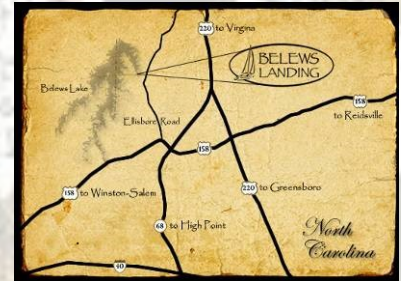 220 to Virgina
BELEWS
LANDING
Belews Lake
158
to Reidsville
Ellisboro Road
158
158 to Winston-Salem
220 to Greensboro
68 to High Point
North
Carolina
40